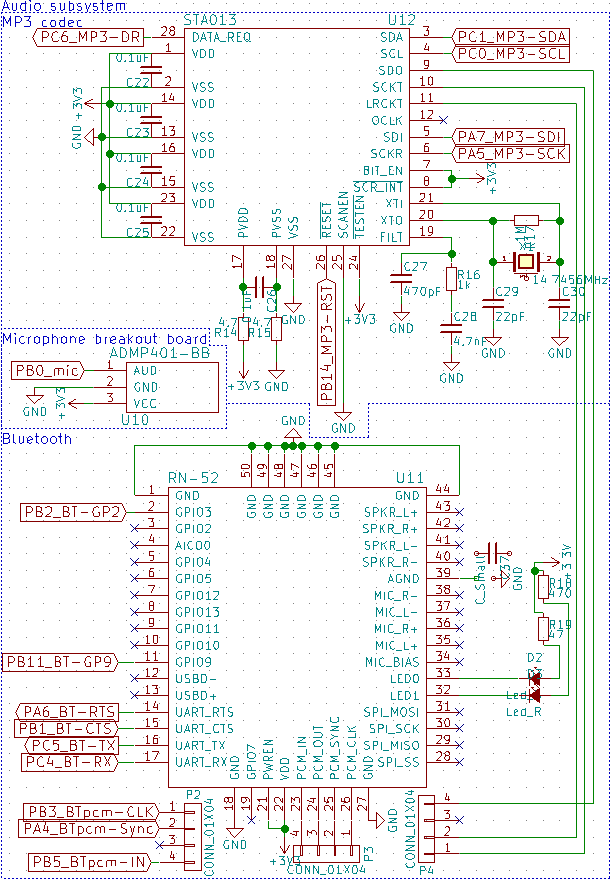 Audio subsystem
MP3 codec
STA013 U12
PC6_MP3-DR 28 DATA_REQ SDA 3 PC1_MP3-SDA
0.1uF 1 VDD SCL 4 PC0_MP3-SCL
SDO 9
C22 2 VSS SCKT 10
+3V3 14 VDD LRCKT 11
0.1uF OCLK 12
GND C23 13 VSS SDI 5 PA7_MP3-SDI
16 VDD SCKR 6 PA5_MP3-SCK
0.1uF BIT_EN 7
C24 15 VSS SCR_INT 8 +3V3
23 VDD XTI 21
0.1uF XTO 20
C25 22 VSS FILT 19
PVDD PVSS VSS RESET SCANEN TESTEN
17 18 27 26 25 24
C27 470pF
R16 1k
C28 4.7nF
C29 22pF
C30 22pF
14.7456MHz
1 2 3
C26
4.7 R14
4.7 R15
GND
+3V3 GND
PB14_MP3-RST
+3V3
GND
GND GND GND GND
Microphone breakout board
ADMP401-BB
PB0_mic 1 AUD
2 GND
GND +3V3 3 VCC
U10
Bluetooth
GND
RN-52 U11
50 49 48 47 46 45
GND GND GND GND GND GND
1 GND GND 44
PB2_BT-GP2 2 GPIO3 SPKR_L+ 43
3 GPIO2 SPKR_R+ 42
4 AICO0 SPKR_L- 41
5 GPIO4 SPKR_R- 40
6 GPIO5 AGND 39
7 GPIO12 MIC_R- 38
8 GPIO13 MIC_L- 37
9 GPIO11 MIC_R+ 36
10 GPIO10 MIC_L+ 35
PB11_BT-GP9 11 GPIO9 MIC_BIAS 34
12 USBD- LED0 33
13 USBD+ LED1 32
PA6_BT-RTS 14 UART_RTS SPI_MOSI 31
PB1_BT-CTS 15 UART_CTS SPI_SCK 30
PC5_BT-TX 16 UART_TX SPI_MISO 29
PC4_BT-RX 17 UART_RX SPI_SS 28
C_Small GND
R18 470
R19 47
D2
Led_R
GND GPIO7 PWREN VDD PCM_IN PCM_OUT PCM_SYNC PCM_CLK GND
18 19 21 22 23 24 25 26 27
P2
PB3_BTpcm-CLK 1
PA4_BTpcm-Sync 2
3
PB5_BTpcm-IN 4
CONN_01X04
GND
+3V3
4 3 2 1
P3
CONN_01X04
GND
CONN_01X04
4
3
2
1
P4